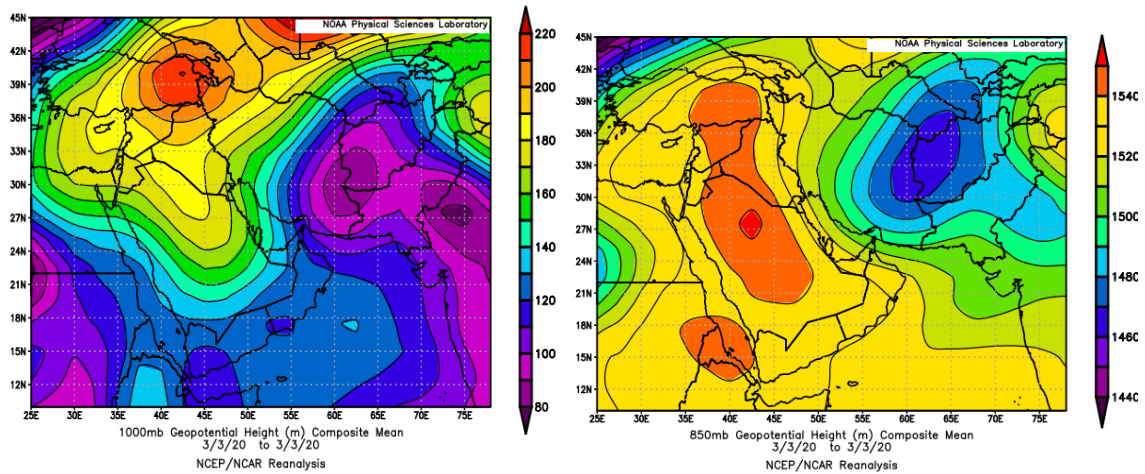 NOAA Physical Sciences Laboratory
45N
42N
39N
36N
33N
30N
27N
24N
21N
18N
15N
12N
25E
30E
35E
40E
45E
50E
55E
60E
65E
70E
75E
220
200
180
160
140
120
100
80
1000mb Geopotential Height (m) Composite Mean
3/3/20 to 3/3/20
NCEP/NCAR Reanalysis
NOAA Physical Sciences Laboratory
45N
42N
39N
36N
33N
30N
27N
24N
21N
18N
15N
12N
25E
30E
35E
40E
45E
50E
55E
60E
65E
70E
75E
1540
1520
1500
1480
1460
1440
850mb Geopotential Height (m) Composite Mean
3/3/20 to 3/3/20
NCEP/NCAR Reanalysis